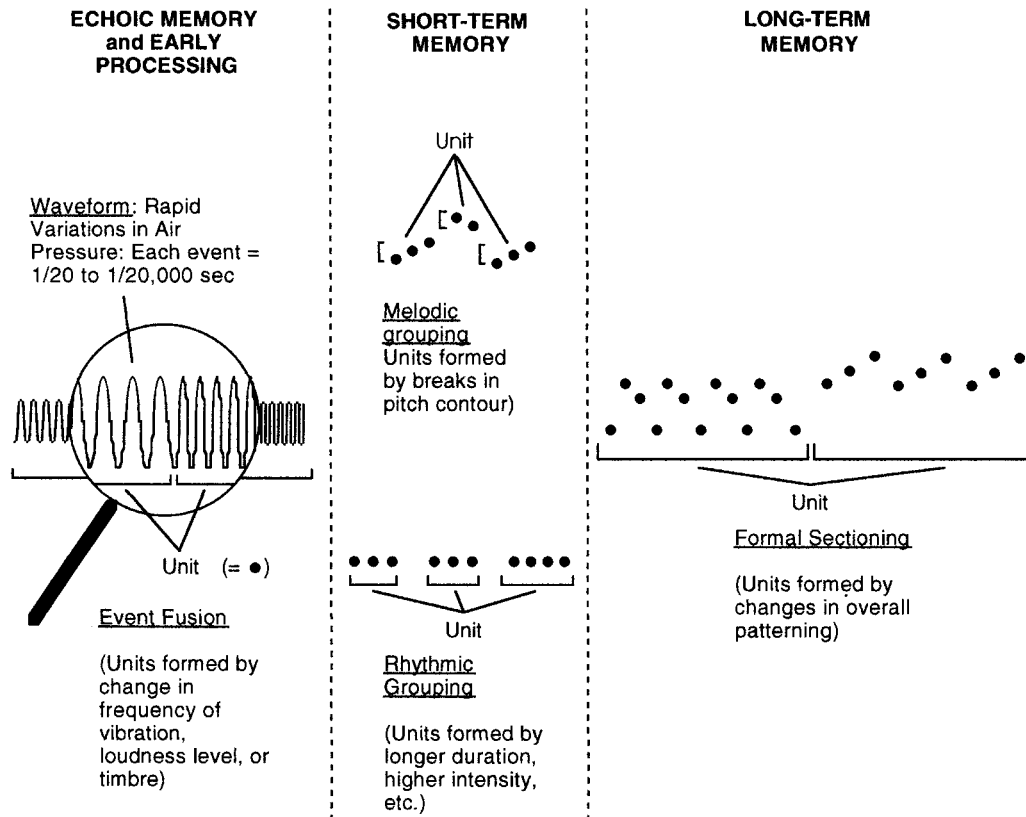 ECHOIC MEMORY
and EARLY
PROCESSING
Waveform: Rapid
Variations in Air
Pressure: Each event =
1/20 to 1/20,000 sec
Unit (= ●)
Event Fusion
(Units formed by
change in
frequency of
vibration,
loudness level, or
timbre)
SHORT-TERM
MEMORY
Unit
Melodic
grouping
Units formed
by breaks in
pitch contour)
Unit
Rhythmic
Grouping
(Units formed by
longer duration,
higher intensity,
etc.)
LONG-TERM
MEMORY
Unit
Formal Sectioning
(Units formed by
changes in overall
patterning)